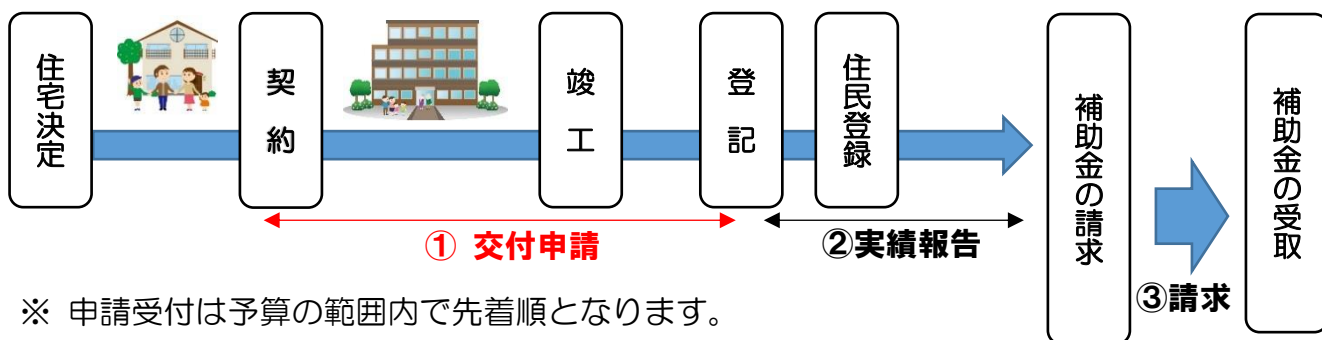 住宅決定
契約
竣工
登記
住民登録
補助金の請求
補助金の受取
① 交付申請
②実績報告
③請求
※ 申請受付は予算の範囲内で先着順となります。